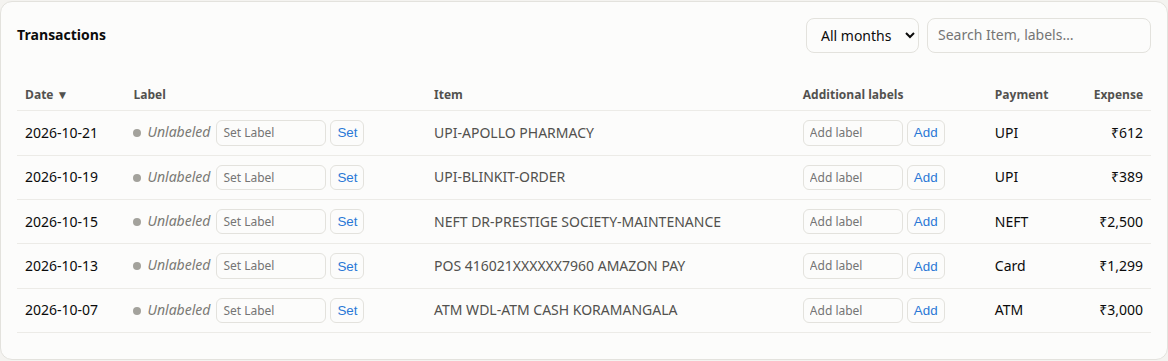 Transactions All months Search Item, labels...
Date ▼ Label Item Additional labels Payment Expense
2026-10-21 Unlabeled Set Label Set UPI-APOLLO PHARMACY Add label Add UPI ₹612
2026-10-19 Unlabeled Set Label Set UPI-BLINKIT-ORDER Add label Add UPI ₹389
2026-10-15 Unlabeled Set Label Set NEFT DR-PRESTIGE SOCIETY-MAINTENANCE Add label Add NEFT ₹2,500
2026-10-13 Unlabeled Set Label Set POS 416021XXXXXX7960 AMAZON PAY Add label Add Card ₹1,299
2026-10-07 Unlabeled Set Label Set ATM WDL-ATM CASH KORAMANGALA Add label Add ATM ₹3,000